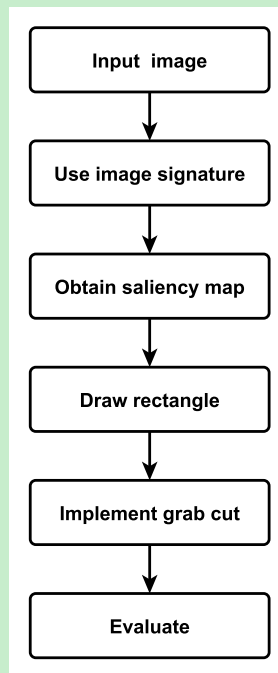 Input image
Use image signature
Obtain saliency map
Draw rectangle
Implement grab cut
Evaluate